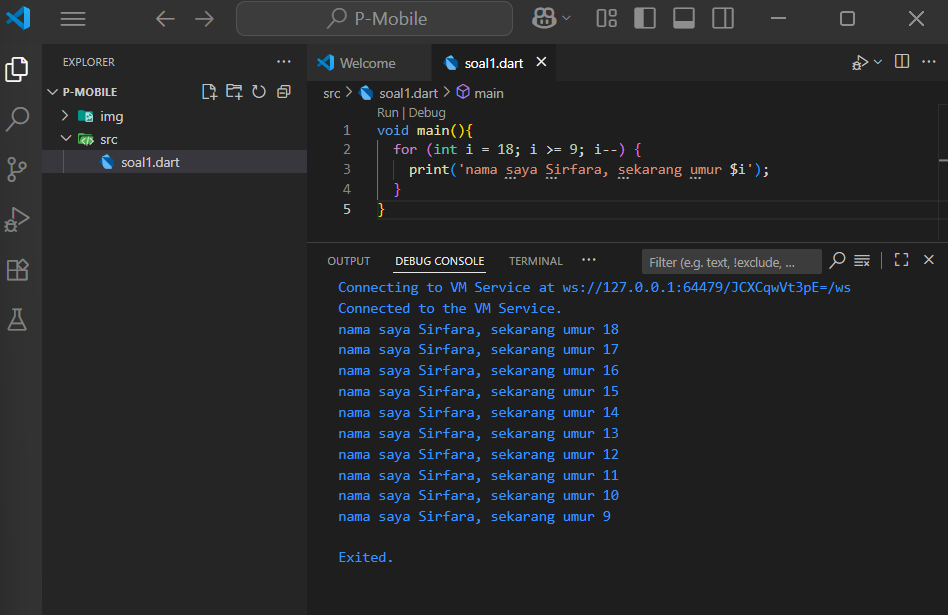 P-Mobile
EXPLORER
P-MOBILE
img
src
soal1.dart
Welcome
soal1.dart
src > soal1.dart > main
Run | Debug
1 void main(){
2 for (int i = 18; i >= 9; i--) {
3 print('nama saya Sirfara, sekarang umur $i');
4 }
5 }
OUTPUT DEBUG CONSOLE TERMINAL ··· Filter (e.g. text, !exclude, ...
Connecting to VM Service at ws://127.0.0.1:64479/JCXCqwVt3pE=/ws
Connected to the VM Service.
nama saya Sirfara, sekarang umur 18
nama saya Sirfara, sekarang umur 17
nama saya Sirfara, sekarang umur 16
nama saya Sirfara, sekarang umur 15
nama saya Sirfara, sekarang umur 14
nama saya Sirfara, sekarang umur 13
nama saya Sirfara, sekarang umur 12
nama saya Sirfara, sekarang umur 11
nama saya Sirfara, sekarang umur 10
nama saya Sirfara, sekarang umur 9
Exited.